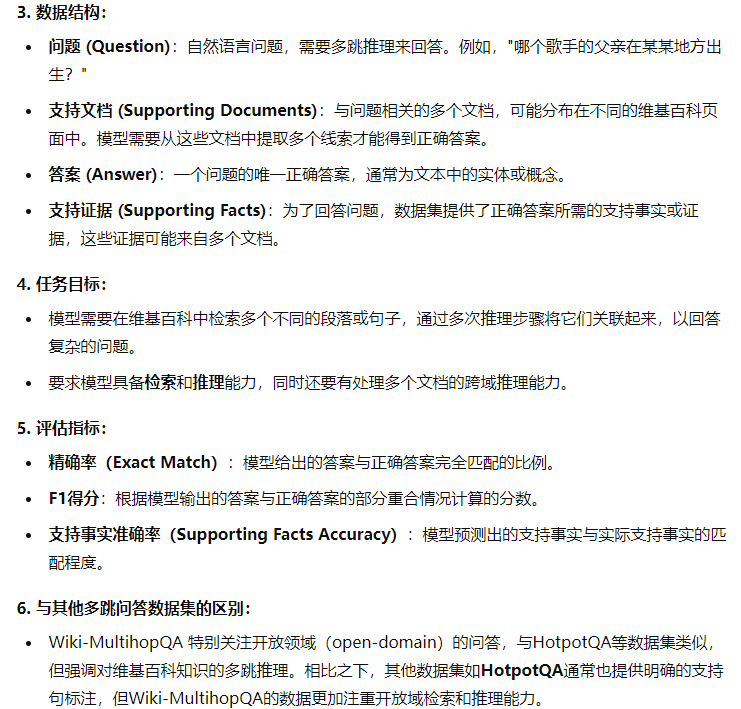 3. 数据结构：
• 问题 (Question)：自然语言问题，需要多跳推理来回答。例如，"哪个歌手的父亲在某某地方出
生？"
• 支持文档 (Supporting Documents)：与问题相关的多个文档，可能分布在不同的维基百科页
面中。模型需要从这些文档中提取多个线索才能得到正确答案。
• 答案 (Answer)：一个问题的唯一正确答案，通常为文本中的实体或概念。
• 支持证据 (Supporting Facts)：为了回答问题，数据集提供了正确答案所需的支持事实或证
据，这些证据可能来自多个文档。
4. 任务目标：
• 模型需要在维基百科中检索多个不同的段落或句子，通过多次推理步骤将它们关联起来，以回答
复杂的问题。
• 要求模型具备检索和推理能力，同时还要有处理多个文档的跨域推理能力。
5. 评估指标：
• 精确率（Exact Match）：模型给出的答案与正确答案完全匹配的比例。
• F1得分：根据模型输出的答案与正确答案的部分重合情况计算的分数。
• 支持事实准确率（Supporting Facts Accuracy）：模型预测出的支持事实与实际支持事实的匹
配程度。
6. 与其他多跳问答数据集的区别：
• Wiki-MultihopQA 特别关注开放领域（open-domain）的问答，与HotpotQA等数据集类似，
但强调对维基百科知识的多跳推理。相比之下，其他数据集如HotpotQA通常也提供明确的支持
句标注，但Wiki-MultihopQA的数据更加注重开放域检索和推理能力。